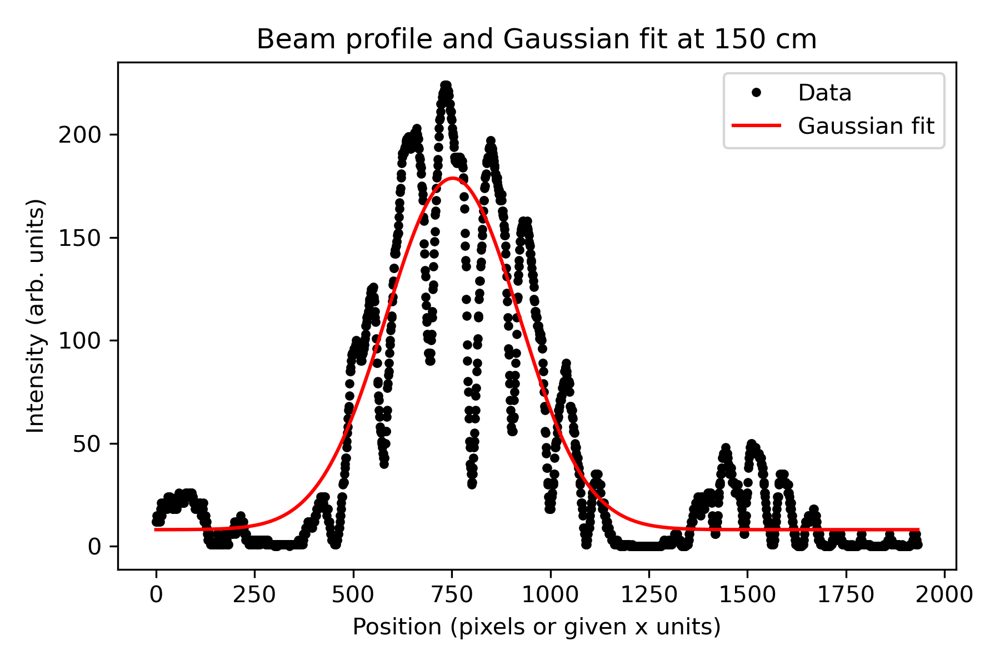 Beam profile and Gaussian fit at 150 cm
Data
Gaussian fit
Intensity (arb. units)
200
150
100
50
0
0 250 500 750 1000 1250 1500 1750 2000
Position (pixels or given x units)